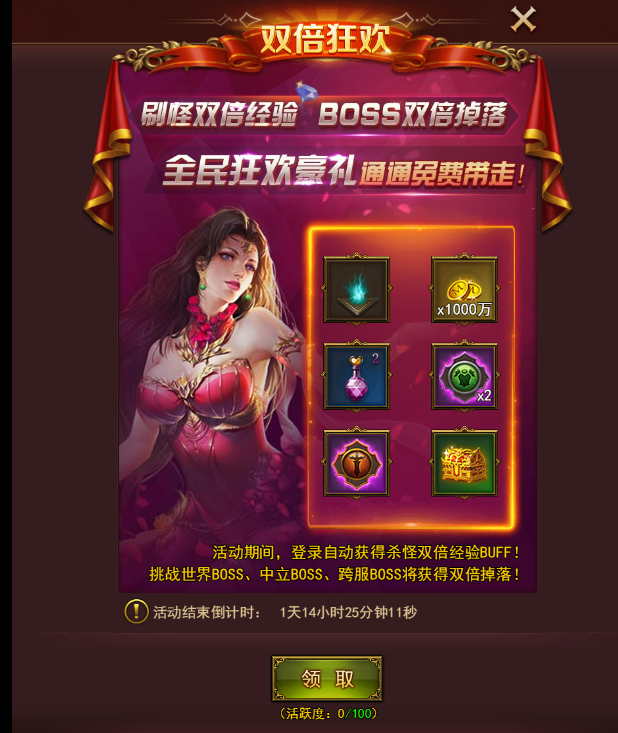 双倍狂欢
刷怪双倍经验 BOSS双倍掉落
全民狂欢豪礼通通免费带走!
x1000万
2
x2
活动期间，登录自动获得杀怪双倍经验BUFF！
挑战世界BOSS、中立BOSS、跨服BOSS将获得双倍掉落！
活动结束倒计时： 1天14小时25分钟11秒
领 取
(活跃度：0/100)